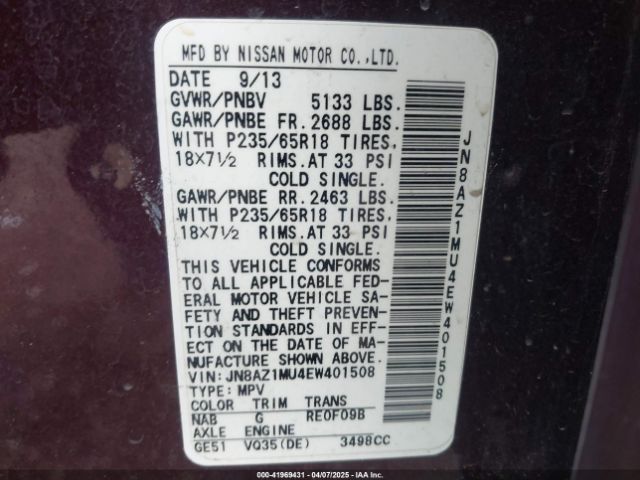 MFD BY NISSAN MOTOR CO.,LTD.
DATE 9/13
GVWR/PNBV 5133 LBS.
GAWR/PNBE FR. 2688 LBS.
WITH P235/65R18 TIRES,
18×7½ RIMS.AT 33 PSI
COLD SINGLE.
GAWR/PNBE RR. 2463 LBS.
WITH P235/65R18 TIRES,
18×7½ RIMS.AT 33 PSI
COLD SINGLE.
THIS VEHICLE CONFORMS
TO ALL APPLICABLE FED-
ERAL MOTOR VEHICLE SA-
FETY AND THEFT PREVEN-
TION STANDARDS IN EFF-
ECT ON THE DATE OF MA-
NUFACTURE SHOWN ABOVE.
VIN: JN8AZ1MU4EW401508
TYPE: MPV
COLOR TRIM TRANS
NAB G RE0F09B
AXLE ENGINE
GE51 VQ35(DE) 3498CC
JN8AZ1MU4EW401508
000-41969431 - 04/07/2025 - IAAI.COM